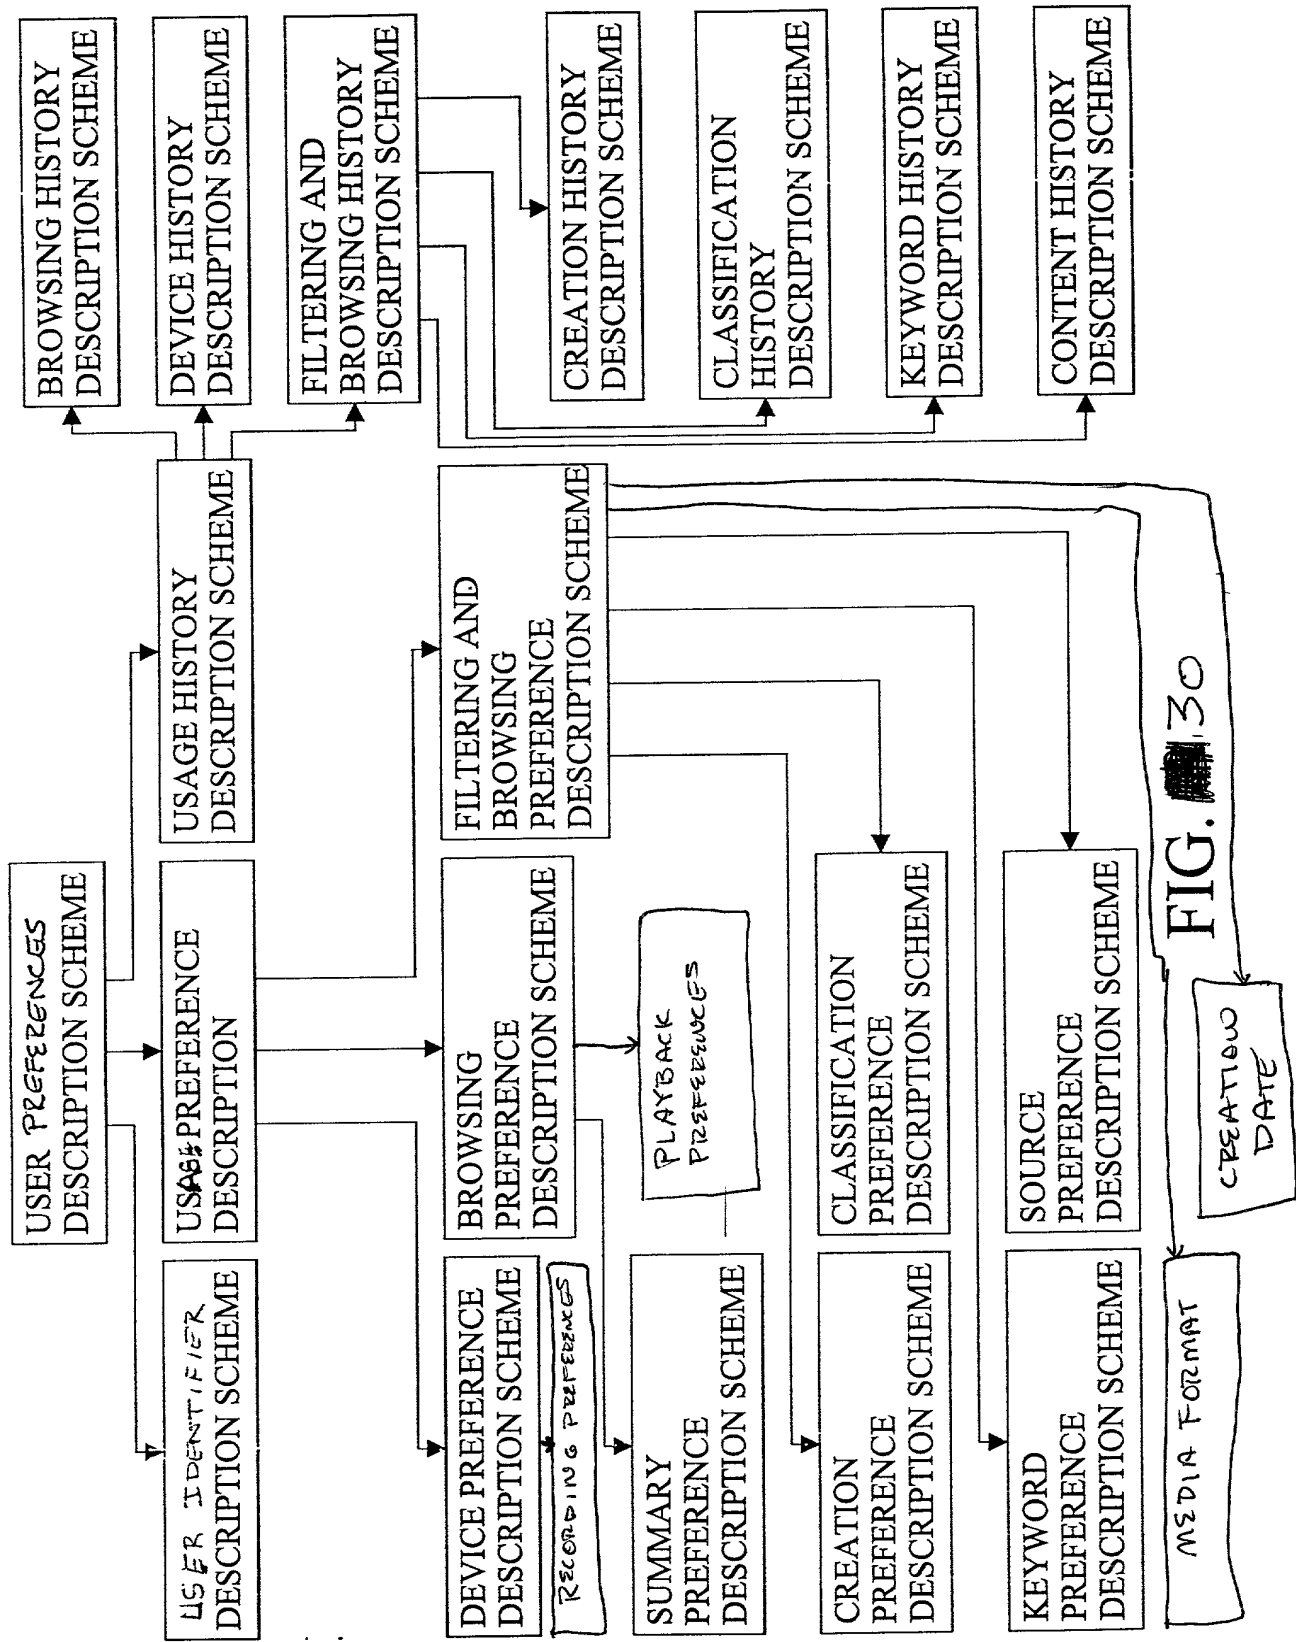 USER PREFERENCES
DESCRIPTION SCHEME
USER IDENTIFIER
DESCRIPTION SCHEME
USAGE PREFERENCE
DESCRIPTION
USAGE HISTORY
DESCRIPTION SCHEME
BROWSING HISTORY
DESCRIPTION SCHEME
DEVICE HISTORY
DESCRIPTION SCHEME
FILTERING AND
BROWSING HISTORY
DESCRIPTION SCHEME
DEVICE PREFERENCE
DESCRIPTION SCHEME
RECORDING PREFERENCES
BROWSING
PREFERENCE
DESCRIPTION SCHEME
FILTERING AND
BROWSING
PREFERENCE
DESCRIPTION SCHEME
CREATION HISTORY
DESCRIPTION SCHEME
SUMMARY
PREFERENCE
DESCRIPTION SCHEME
PLAYBACK
PREFERENCES
CLASSIFICATION
HISTORY
DESCRIPTION SCHEME
CREATION
PREFERENCE
DESCRIPTION SCHEME
CLASSIFICATION
PREFERENCE
DESCRIPTION SCHEME
KEYWORD HISTORY
DESCRIPTION SCHEME
KEYWORD
PREFERENCE
DESCRIPTION SCHEME
SOURCE
PREFERENCE
DESCRIPTION SCHEME
CONTENT HISTORY
DESCRIPTION SCHEME
MEDIA FORMAT
CREATION
DATE
FIG. 30